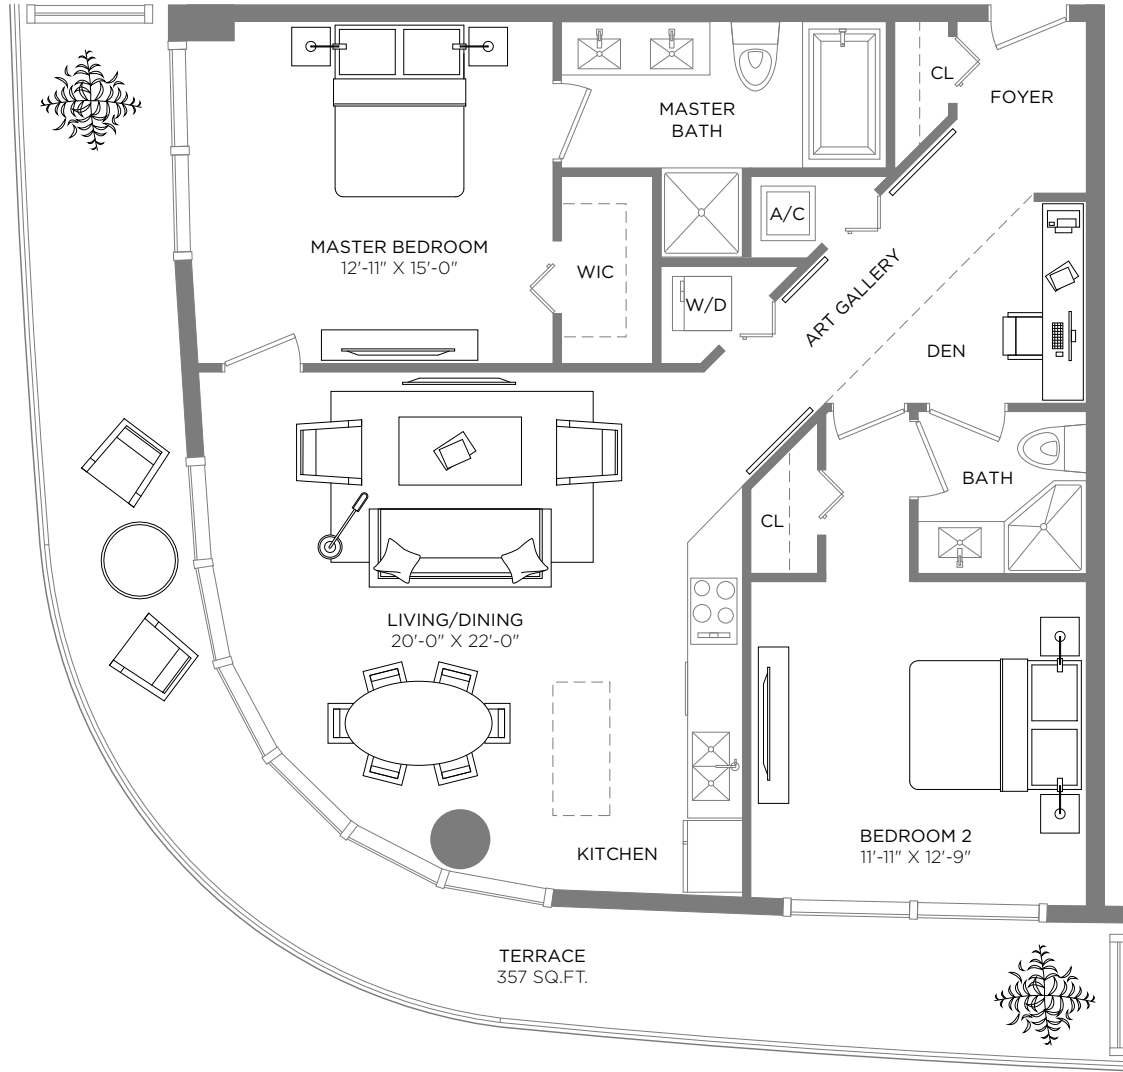 CL
FOYER
MASTER
BATH
A/C
MASTER BEDROOM
12'-11" X 15'-0"
WIC
W/D
ART GALLERY
DEN
BATH
CL
LIVING/DINING
20'-0" X 22'-0"
BEDROOM 2
11'-11" X 12'-9"
KITCHEN
TERRACE
357 SQ.FT.